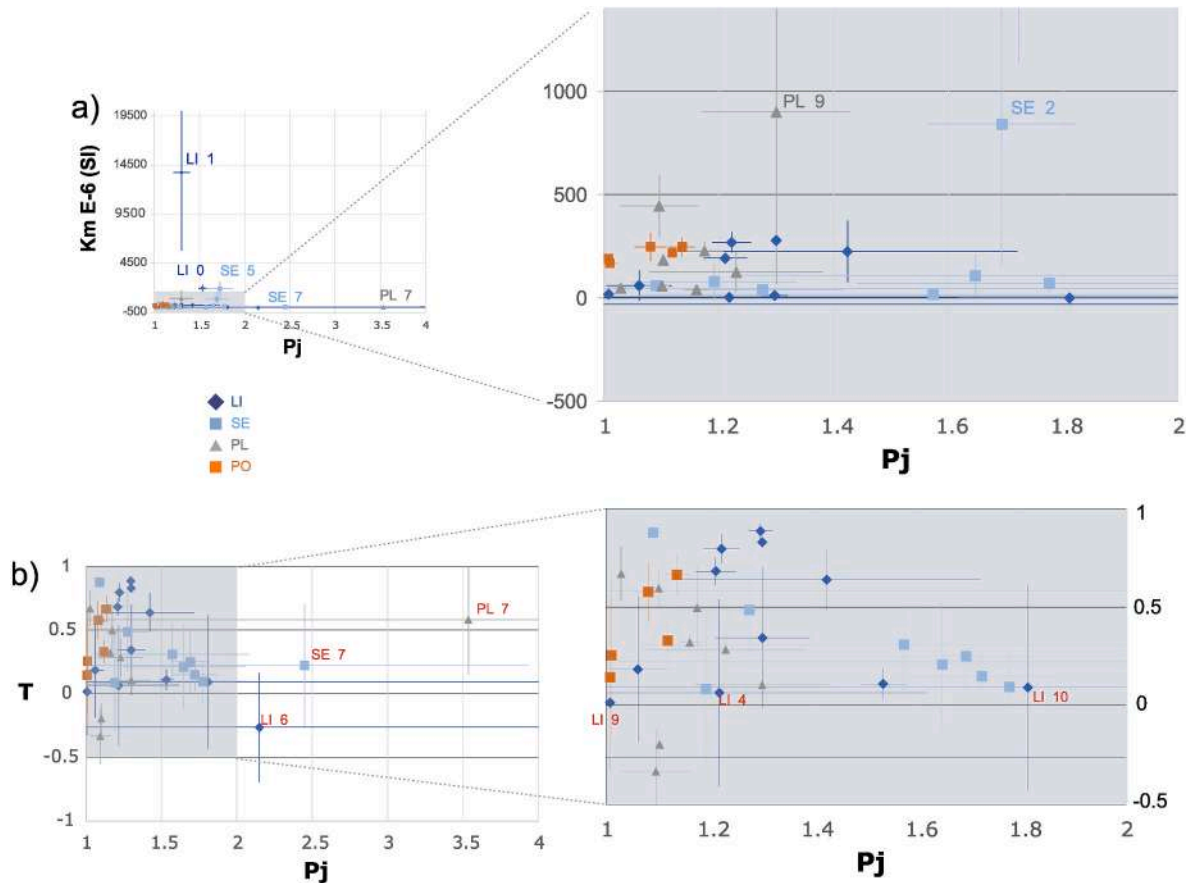 a)
Km E-6 (SI)
19500
14500
9500
4500
-500
LI 1
LI 0
SE 5
SE 7
PL 7
1 1.5 2 2.5 3 3.5 4
Pj
1000
500
0
-500
PL 9
SE 2
1 1.2 1.4 1.6 1.8 2
Pj
LI
SE
PL
PO
b)
T
1
0.5
0
-0.5
-1
PL 7
SE 7
LI 6
1 1.5 2 2.5 3 3.5 4
Pj
1
0.5
0
-0.5
LI 9
LI 4
LI 10
1 1.2 1.4 1.6 1.8 2
Pj